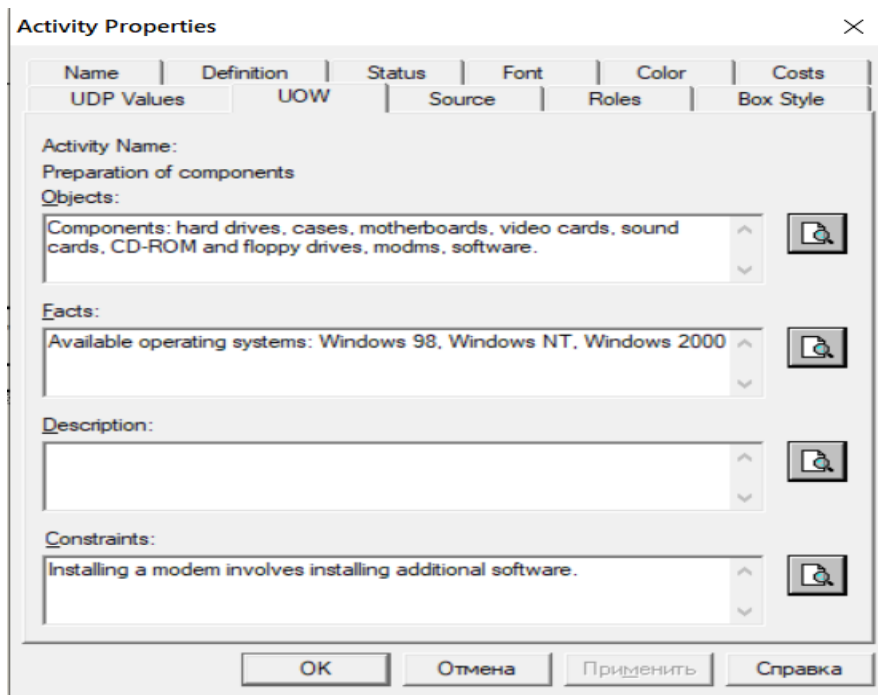 Activity Properties
Name Definition Status Font Color Costs
UDP Values UOW Source Roles Box Style
Activity Name:
Preparation of components
Objects:
Components: hard drives, cases, motherboards, video cards, sound
cards, CD-ROM and floppy drives, modms, software.
Facts:
Available operating systems: Windows 98, Windows NT, Windows 2000
Description:
Constraints:
Installing a modem involves installing additional software.
OK Отмена Применить Справка